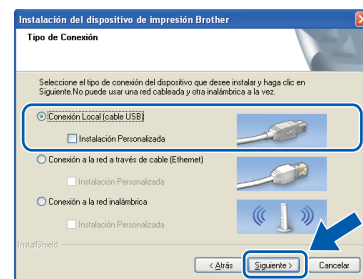 Instalación del dispositivo de impresión Brother
Tipo de Conexión
Seleccione el tipo de conexión del dispositivo que desee instalar y haga clic en
Siguiente.No puede usar una red cableada y otra inalámbrica a la vez.
Conexión Local (cable USB)
Instalación Personalizada
Conexión a la red a través de cable (Ethernet)
Instalación Personalizada
Conexión a la red inalámbrica
Instalación Personalizada
InstallShield
< Atrás Siguiente > Cancelar